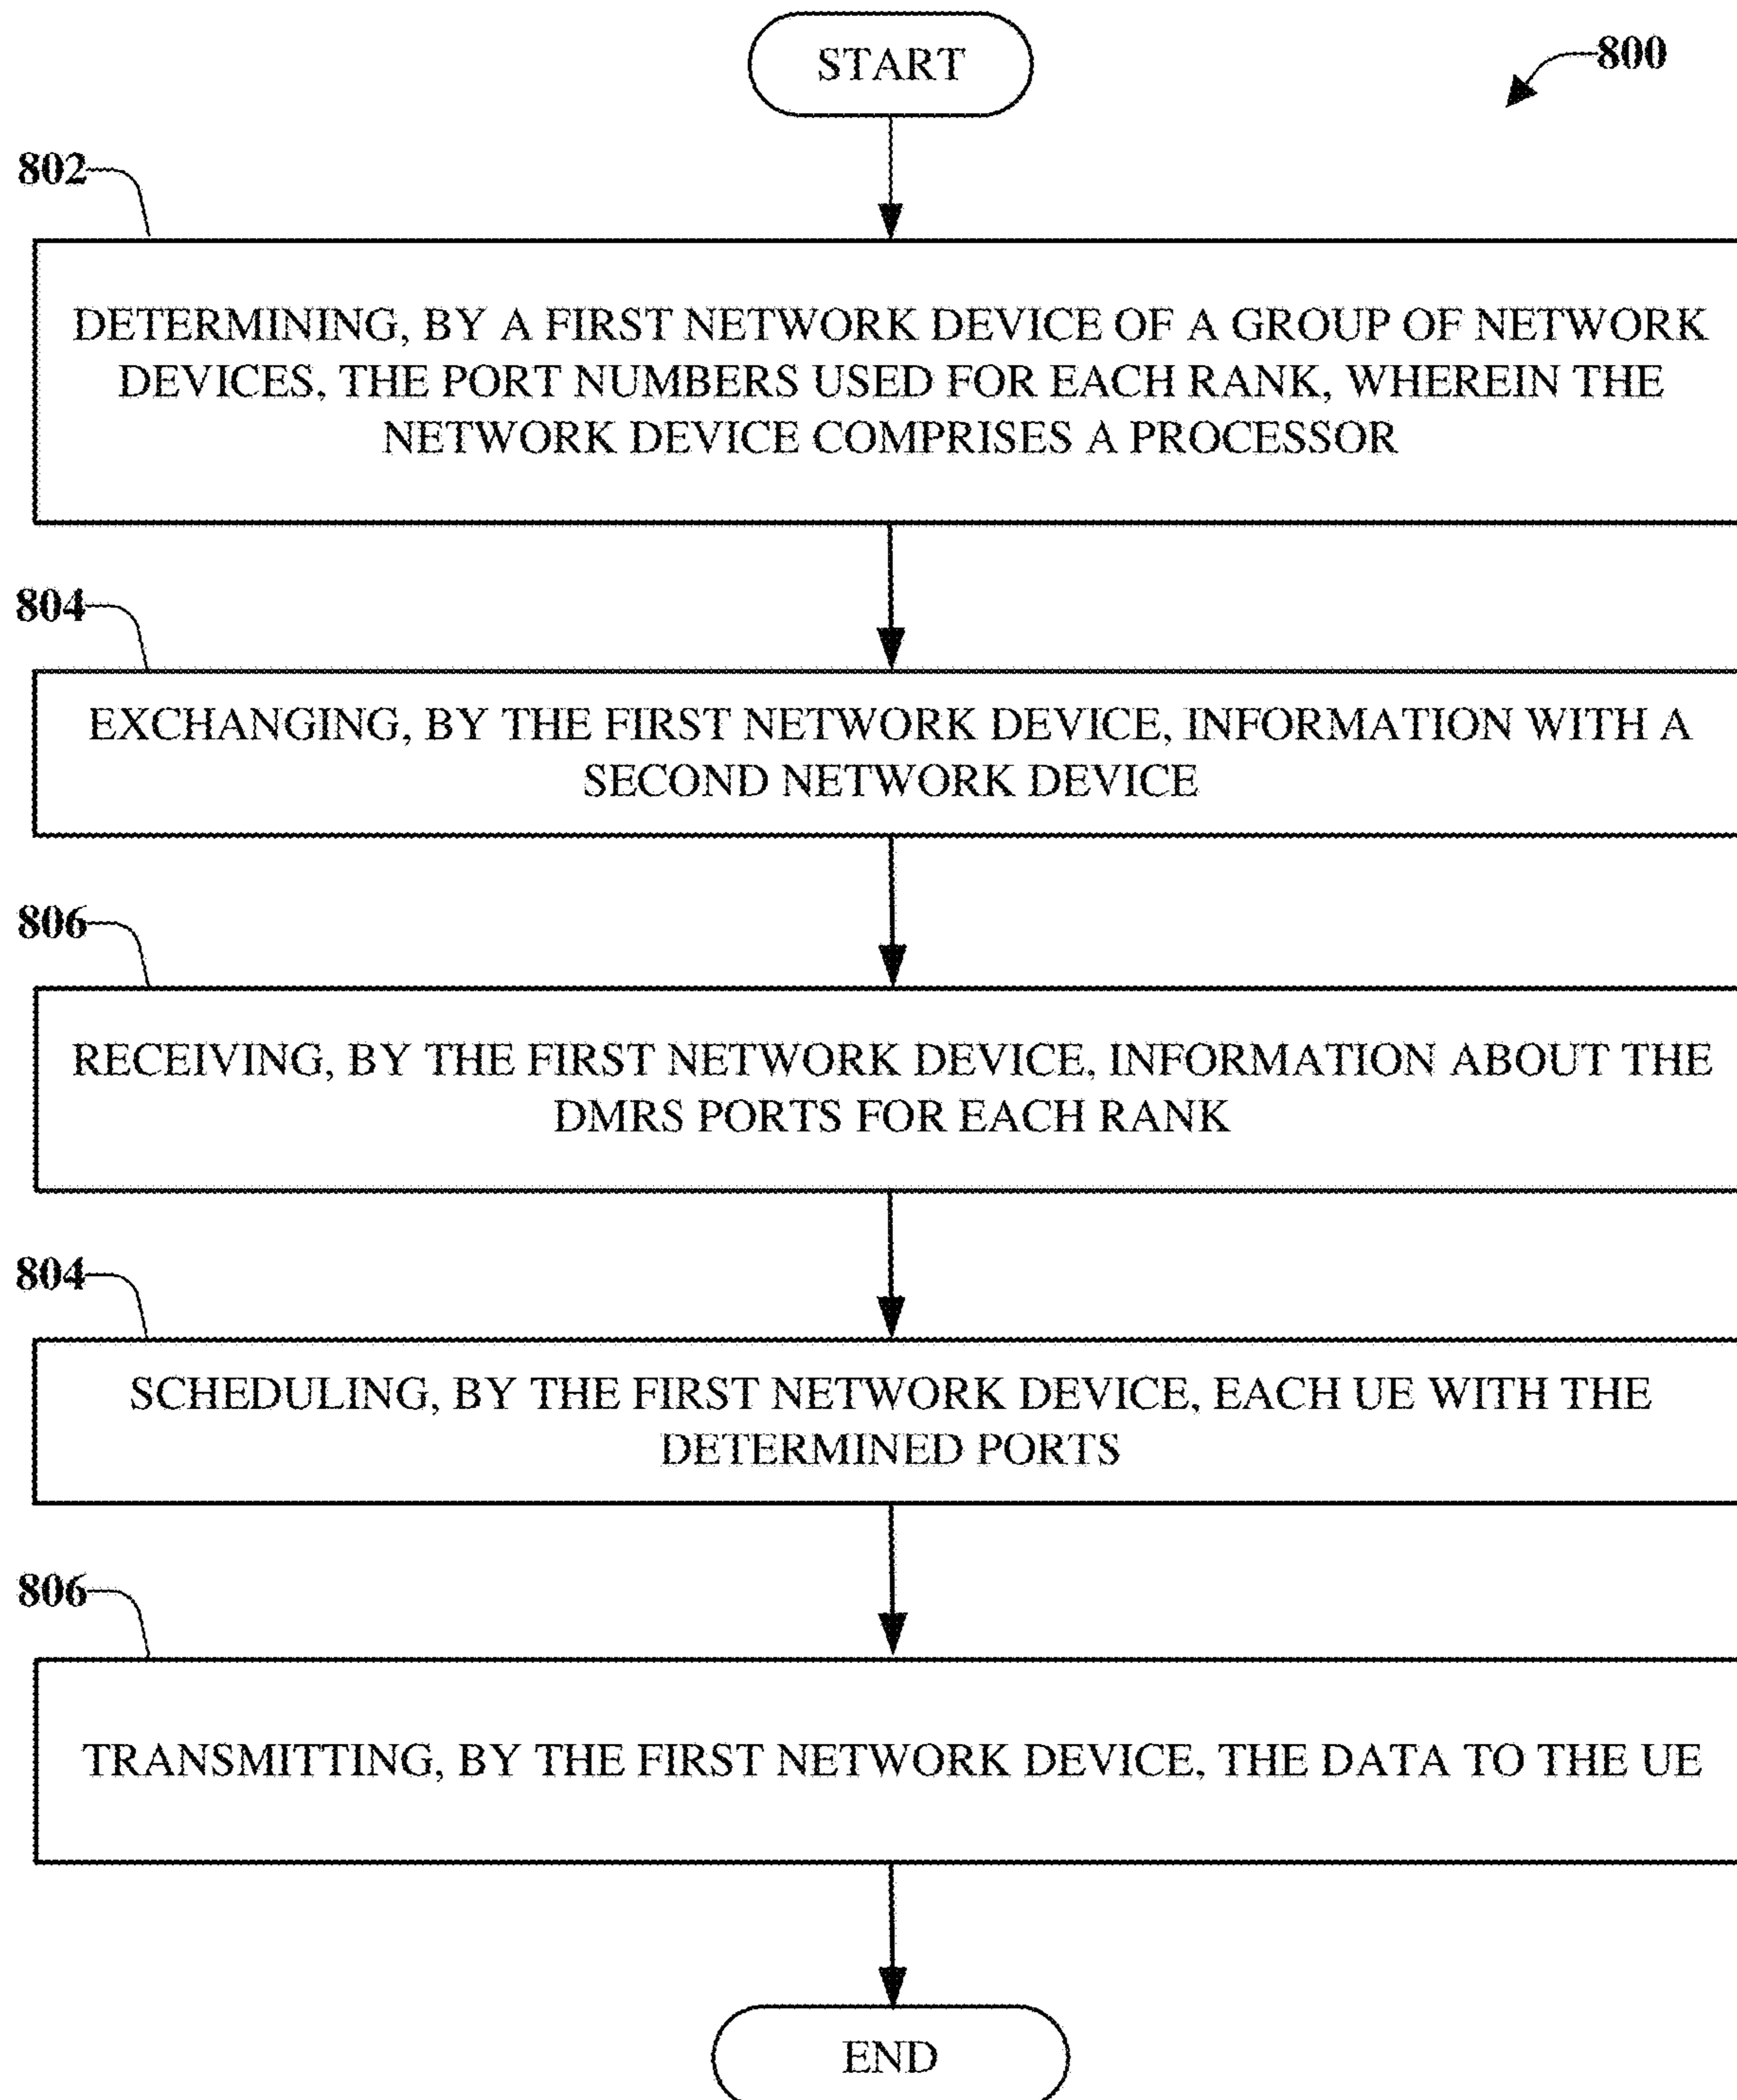 START
800
802
DETERMINING, BY A FIRST NETWORK DEVICE OF A GROUP OF NETWORK
DEVICES, THE PORT NUMBERS USED FOR EACH RANK, WHEREIN THE
NETWORK DEVICE COMPRISES A PROCESSOR
804
EXCHANGING, BY THE FIRST NETWORK DEVICE, INFORMATION WITH A
SECOND NETWORK DEVICE
806
RECEIVING, BY THE FIRST NETWORK DEVICE, INFORMATION ABOUT THE
DMRS PORTS FOR EACH RANK
804
SCHEDULING, BY THE FIRST NETWORK DEVICE, EACH UE WITH THE
DETERMINED PORTS
806
TRANSMITTING, BY THE FIRST NETWORK DEVICE, THE DATA TO THE UE
END